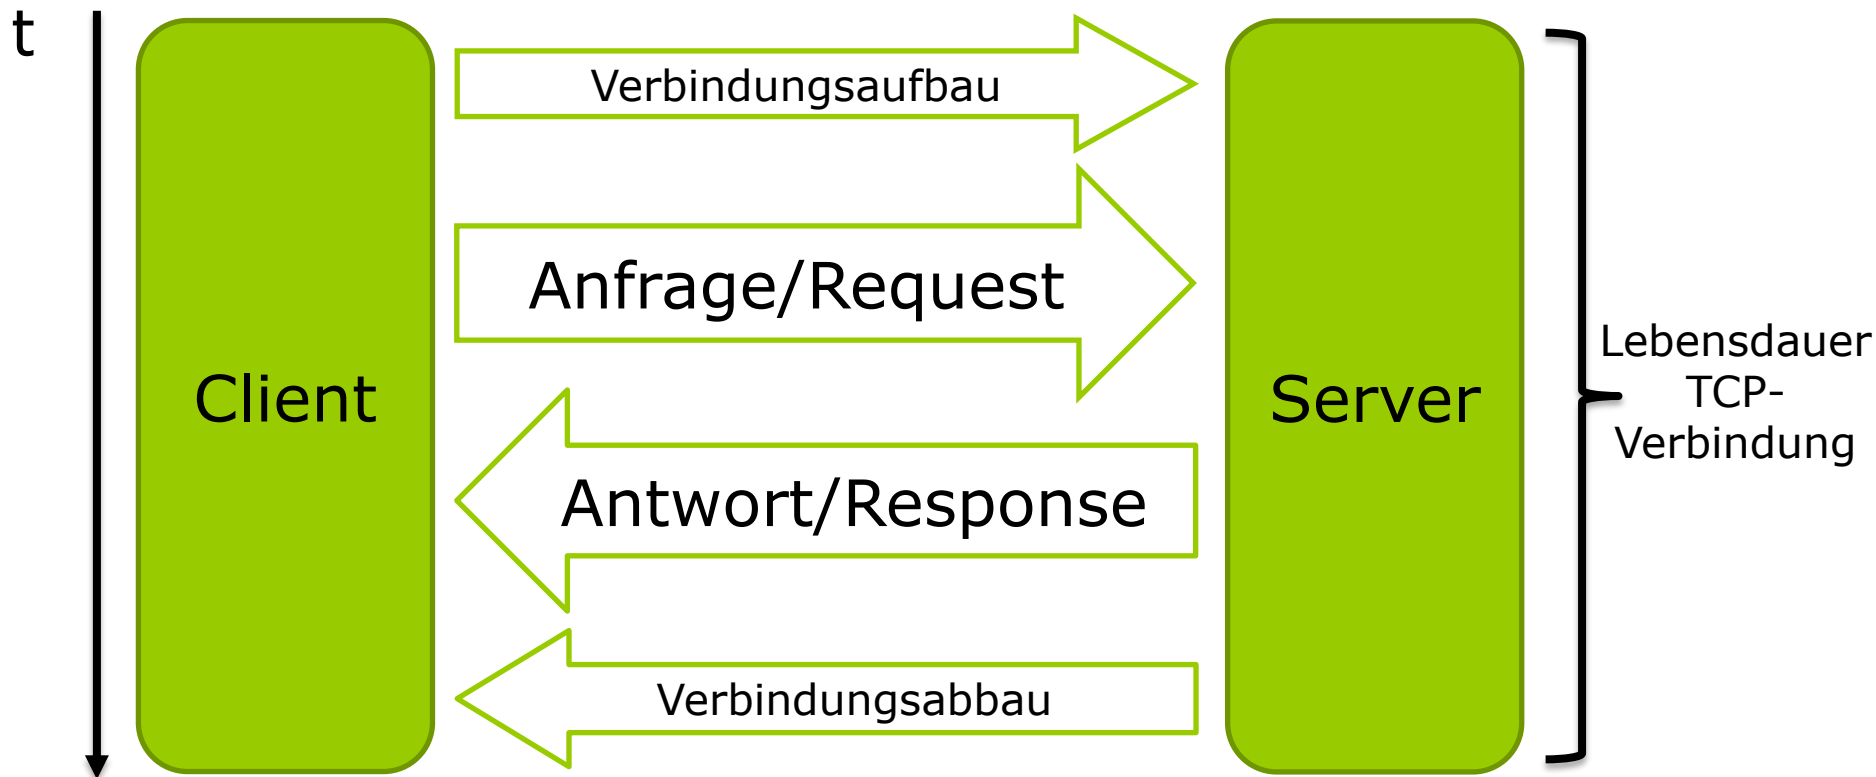 t
Verbindungsaufbau
Anfrage/Request
Client
Server
Lebensdauer
TCP-
Verbindung
Antwort/Response
Verbindungsabbau